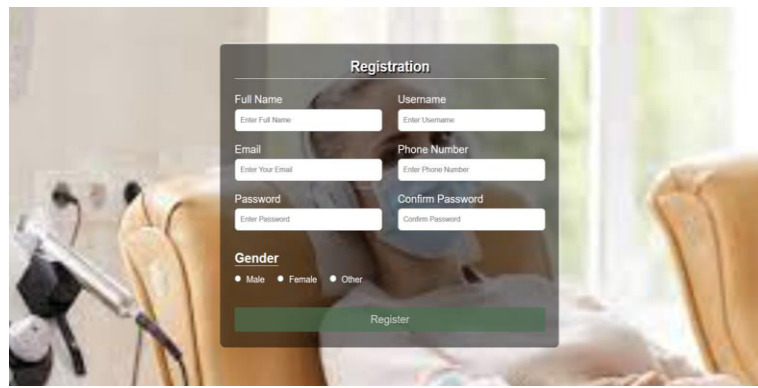 Registration
Full Name Username
Enter Full Name Enter Username
Email Phone Number
Enter Your Email Enter Phone Number
Password Confirm Password
Enter Password Confirm Password
Gender
Male Female Other
Register